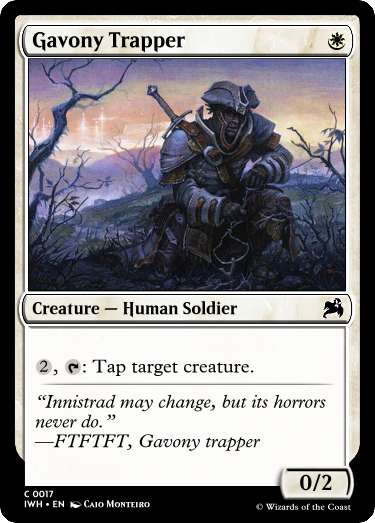 Gavony Trapper
Creature — Human Soldier
2, : Tap target creature.
“Innistrad may change, but its horrors
never do.”
—FTFTFT, Gavony trapper
0/2
C 0017
IWH • EN Caio Monteiro
© Wizards of the Coast